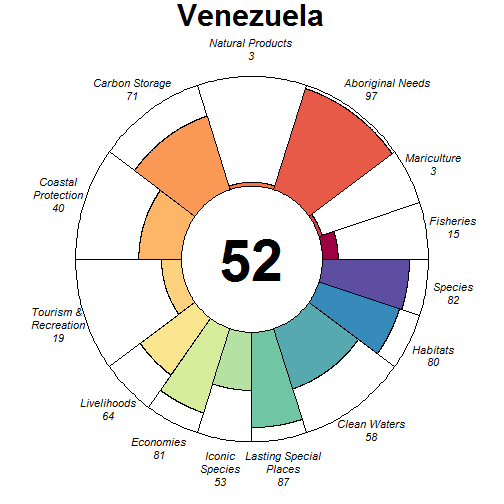 Venezuela
Natural Products
3
Aboriginal Needs
97
Mariculture
3
Fisheries
15
Species
82
Habitats
80
Clean Waters
58
Lasting Special
Places
87
Iconic
Species
53
Economies
81
Livelihoods
64
Tourism &
Recreation
19
Coastal
Protection
40
Carbon Storage
71
52